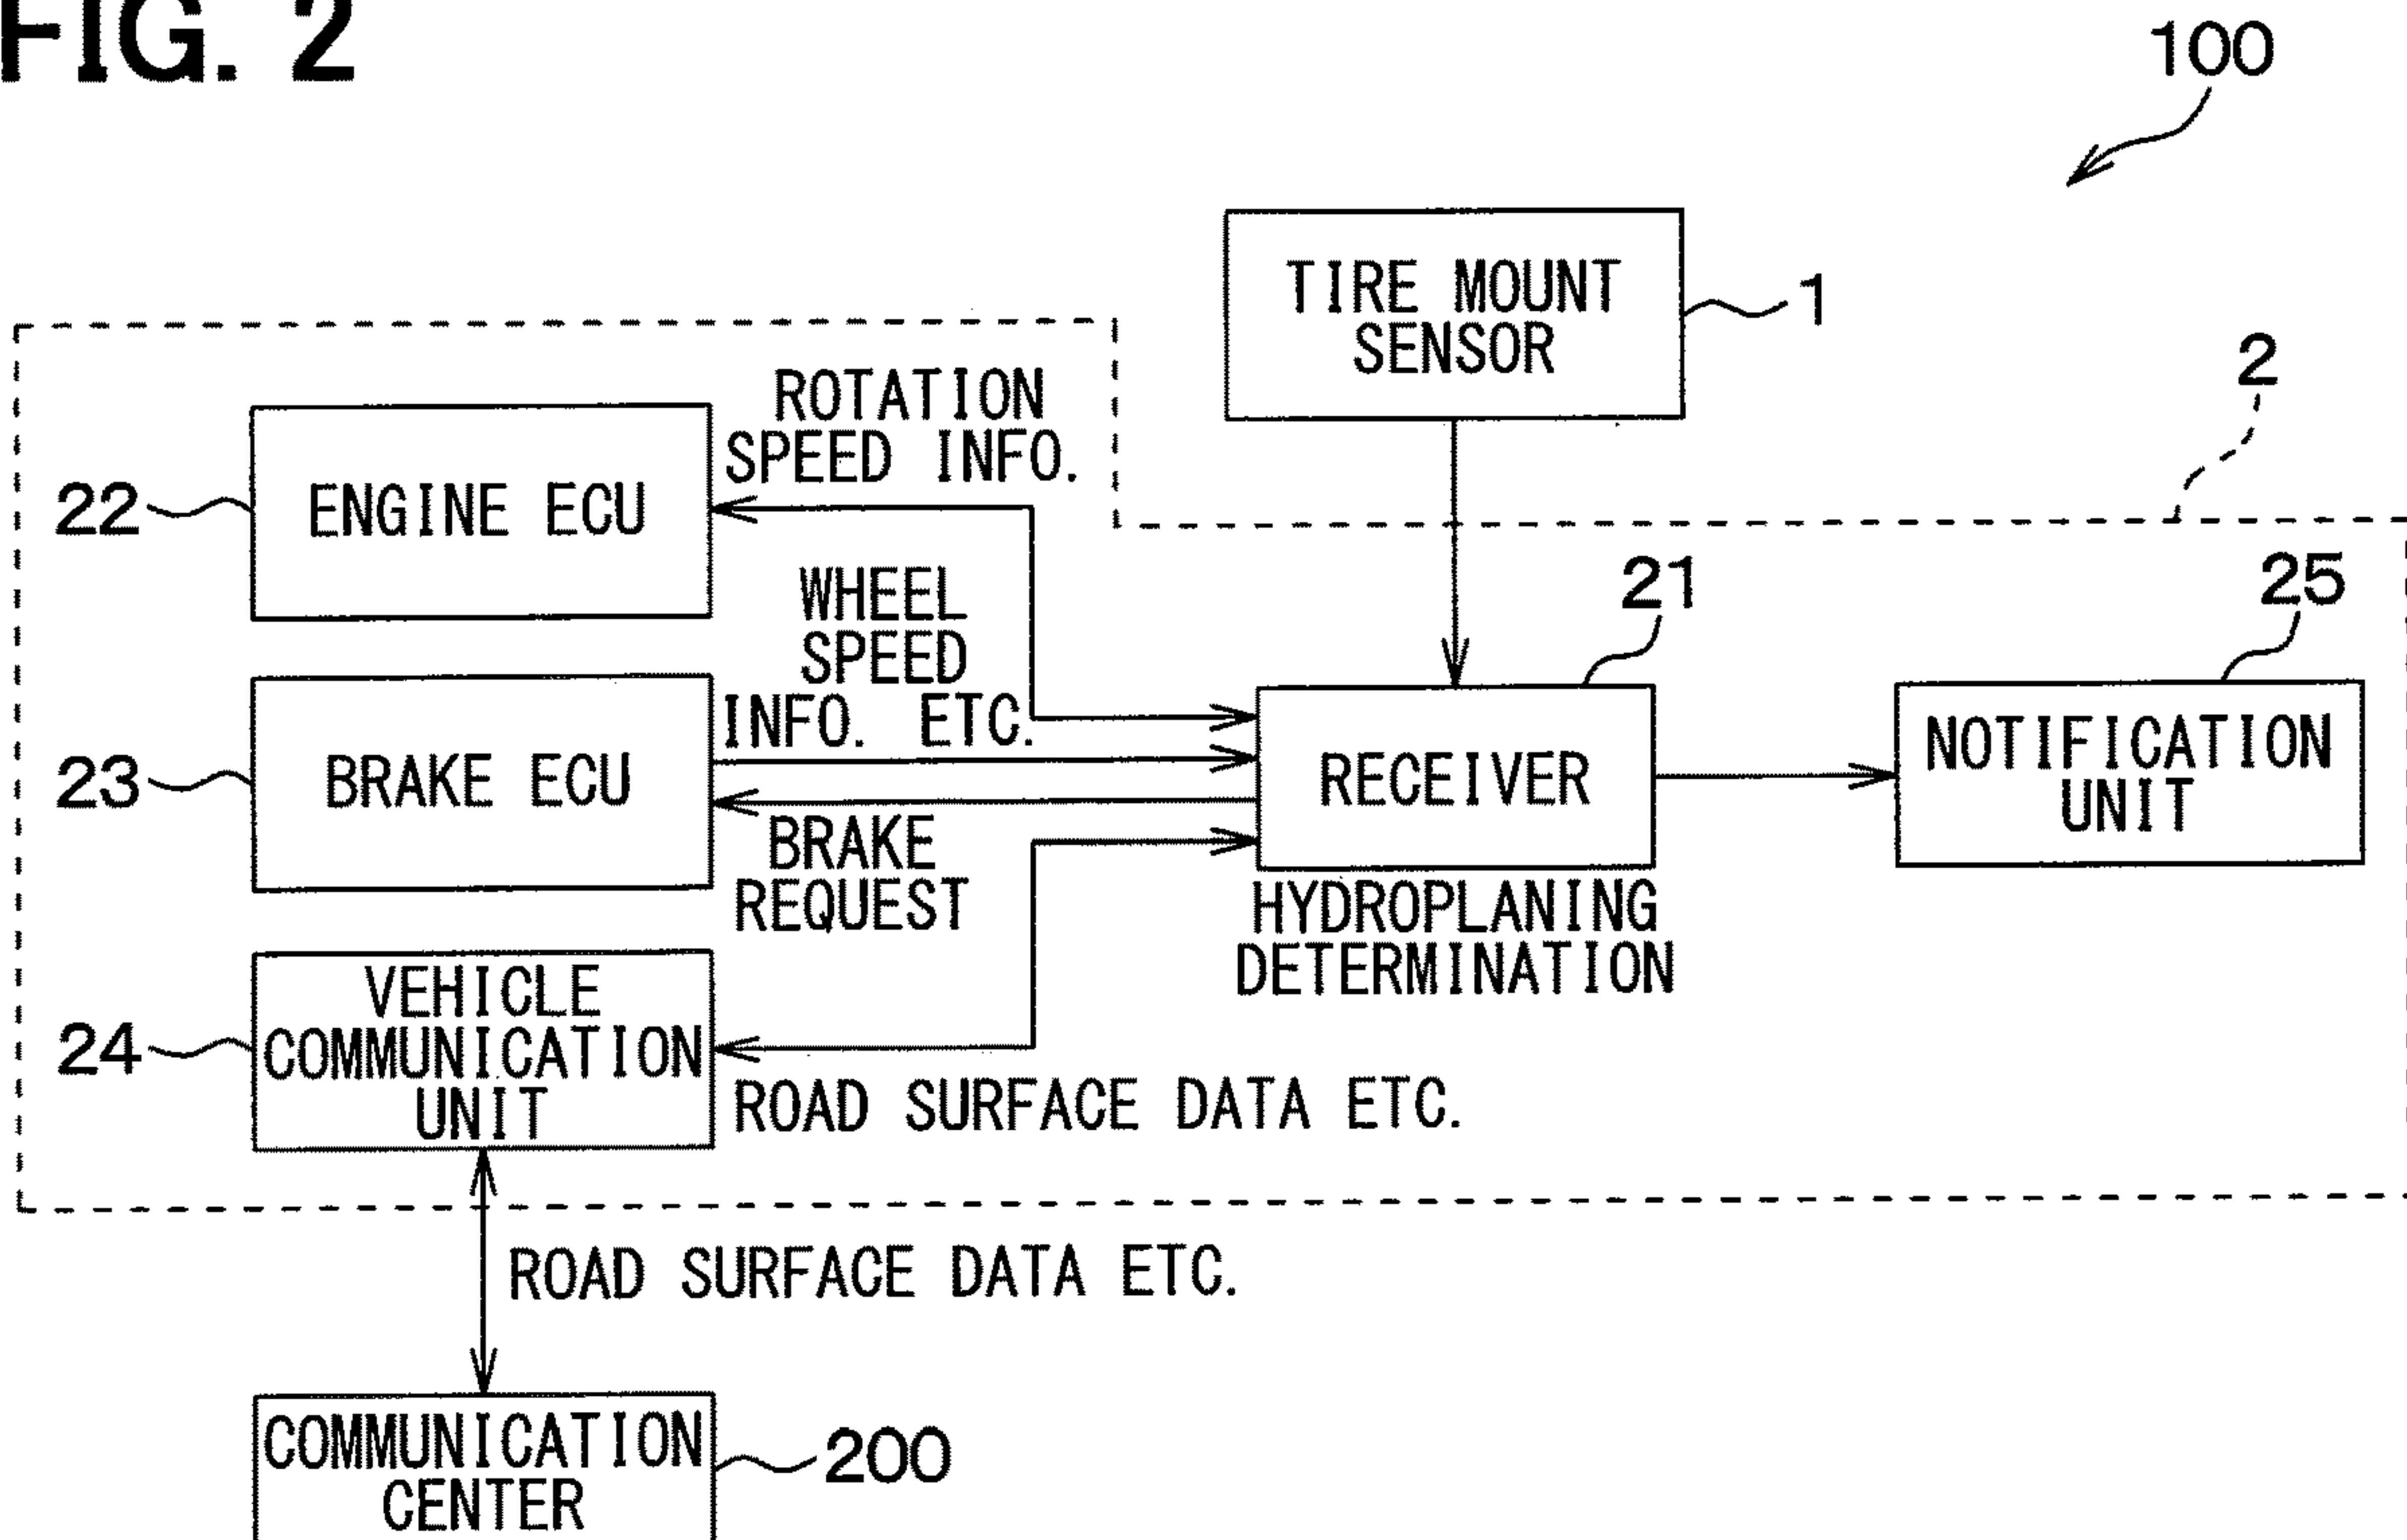 FIG. 2
100
TIRE MOUNT
SENSOR
1
2
ROTATION
SPEED INFO.
22
ENGINE ECU
WHEEL
SPEED
INFO. ETC.
21
25
23
BRAKE ECU
RECEIVER
NOTIFICATION
UNIT
BRAKE
REQUEST
HYDROPLANING
DETERMINATION
24
VEHICLE
COMMUNICATION
UNIT
ROAD SURFACE DATA ETC.
ROAD SURFACE DATA ETC.
COMMUNICATION
CENTER
200